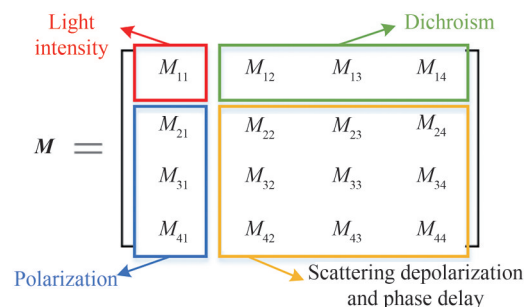 Light
intensity
Dichroism
M11 M12 M13 M14
M21 M22 M23 M24
M =
M31 M32 M33 M34
M41 M42 M43 M44
Polarization
Scattering depolarization
and phase delay